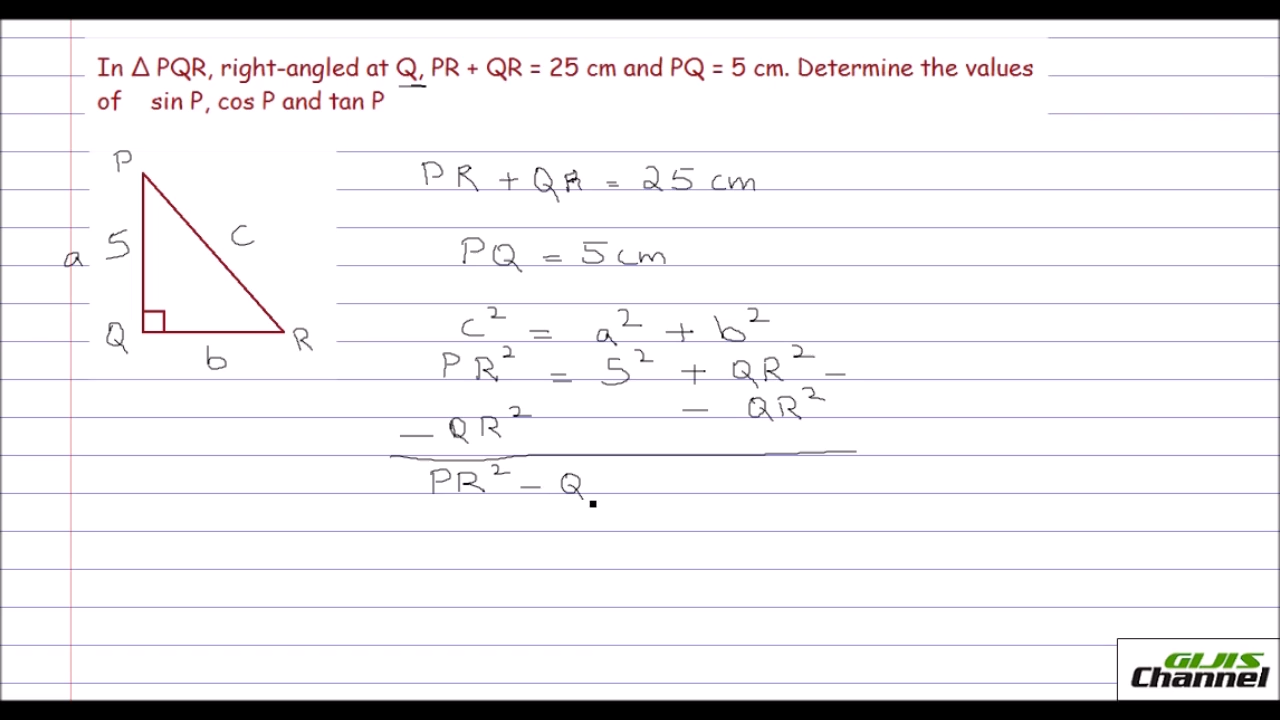 In Δ PQR, right-angled at Q, PR + QR = 25 cm and PQ = 5 cm. Determine the values
of sin P, cos P and tan P
P
5
a
c
Q
b
R
PR + QR = 25 cm
PQ = 5 cm
c² = a² + b²
PR² = 5² + QR² –
– QR²
– QR²
PR² – Q
GIJIS
Channel